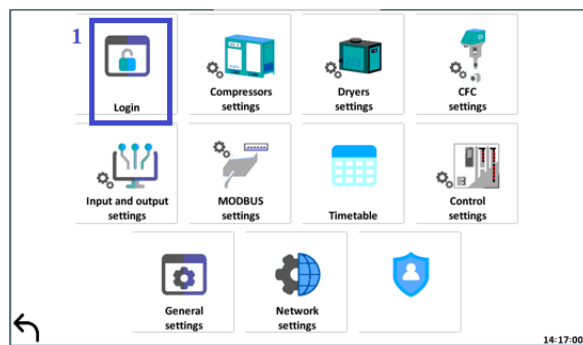 1
Login
Compressors
settings
Dryers
settings
CFC
settings
Input and output
settings
MODBUS
settings
Timetable
Control
settings
General
settings
Network
settings
14:17:00